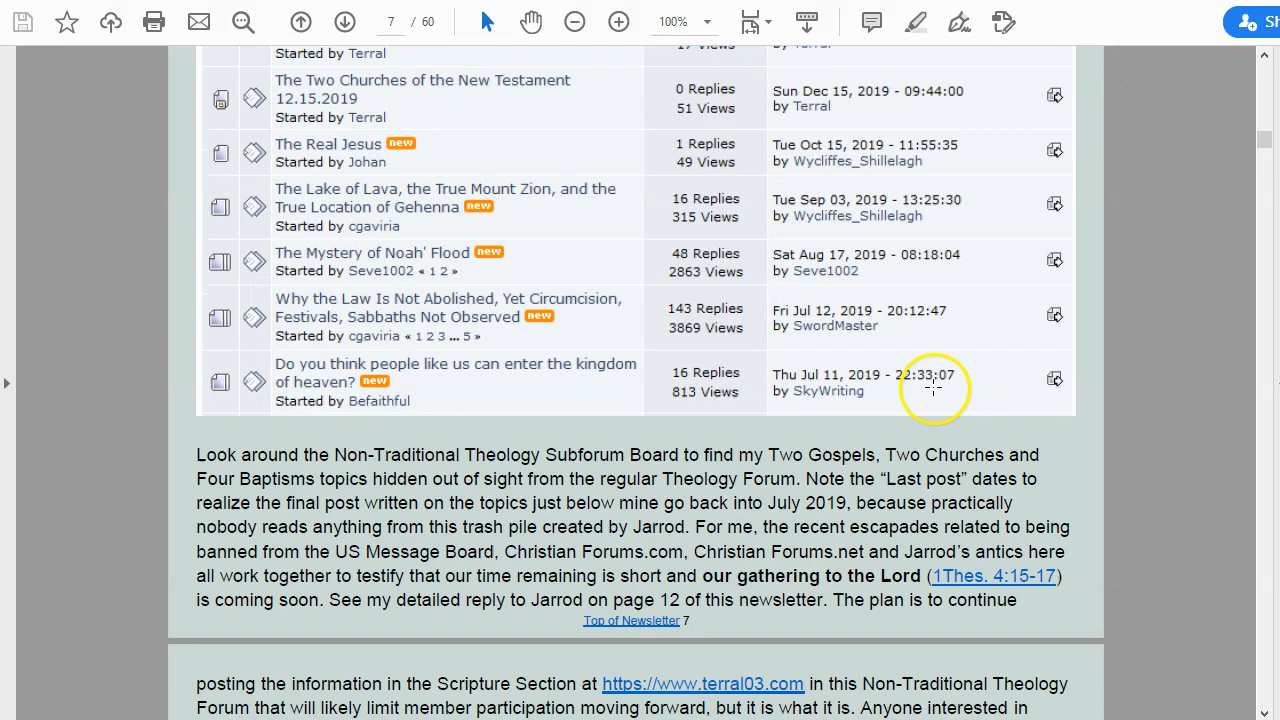 7 / 60
100%
Sh
17 Views
Terral
Started by Terral
The Two Churches of the New Testament
12.15.2019
Started by Terral
0 Replies
51 Views
Sun Dec 15, 2019 - 09:44:00
by Terral
The Real Jesus new
Started by Johan
1 Replies
49 Views
Tue Oct 15, 2019 - 11:55:35
by Wycliffes_Shillelagh
The Lake of Lava, the True Mount Zion, and the
True Location of Gehenna new
Started by cgaviria
16 Replies
315 Views
Tue Sep 03, 2019 - 13:25:30
by Wycliffes_Shillelagh
The Mystery of Noah' Flood new
Started by Seve1002 « 1 2 »
48 Replies
2863 Views
Sat Aug 17, 2019 - 08:18:04
by Seve1002
Why the Law Is Not Abolished, Yet Circumcision,
Festivals, Sabbaths Not Observed new
Started by cgaviria « 1 2 3 ... 5 »
143 Replies
3869 Views
Fri Jul 12, 2019 - 20:12:47
by SwordMaster
Do you think people like us can enter the kingdom
of heaven? new
Started by Befaithful
16 Replies
813 Views
Thu Jul 11, 2019 - 22:33:07
by SkyWriting
Look around the Non-Traditional Theology Subforum Board to find my Two Gospels, Two Churches and
Four Baptisms topics hidden out of sight from the regular Theology Forum. Note the “Last post” dates to
realize the final post written on the topics just below mine go back into July 2019, because practically
nobody reads anything from this trash pile created by Jarrod. For me, the recent escapades related to being
banned from the US Message Board, Christian Forums.com, Christian Forums.net and Jarrod’s antics here
all work together to testify that our time remaining is short and our gathering to the Lord (1Thes. 4:15-17)
is coming soon. See my detailed reply to Jarrod on page 12 of this newsletter. The plan is to continue
Top of Newsletter 7
posting the information in the Scripture Section at https://www.terral03.com in this Non-Traditional Theology
Forum that will likely limit member participation moving forward, but it is what it is. Anyone interested in